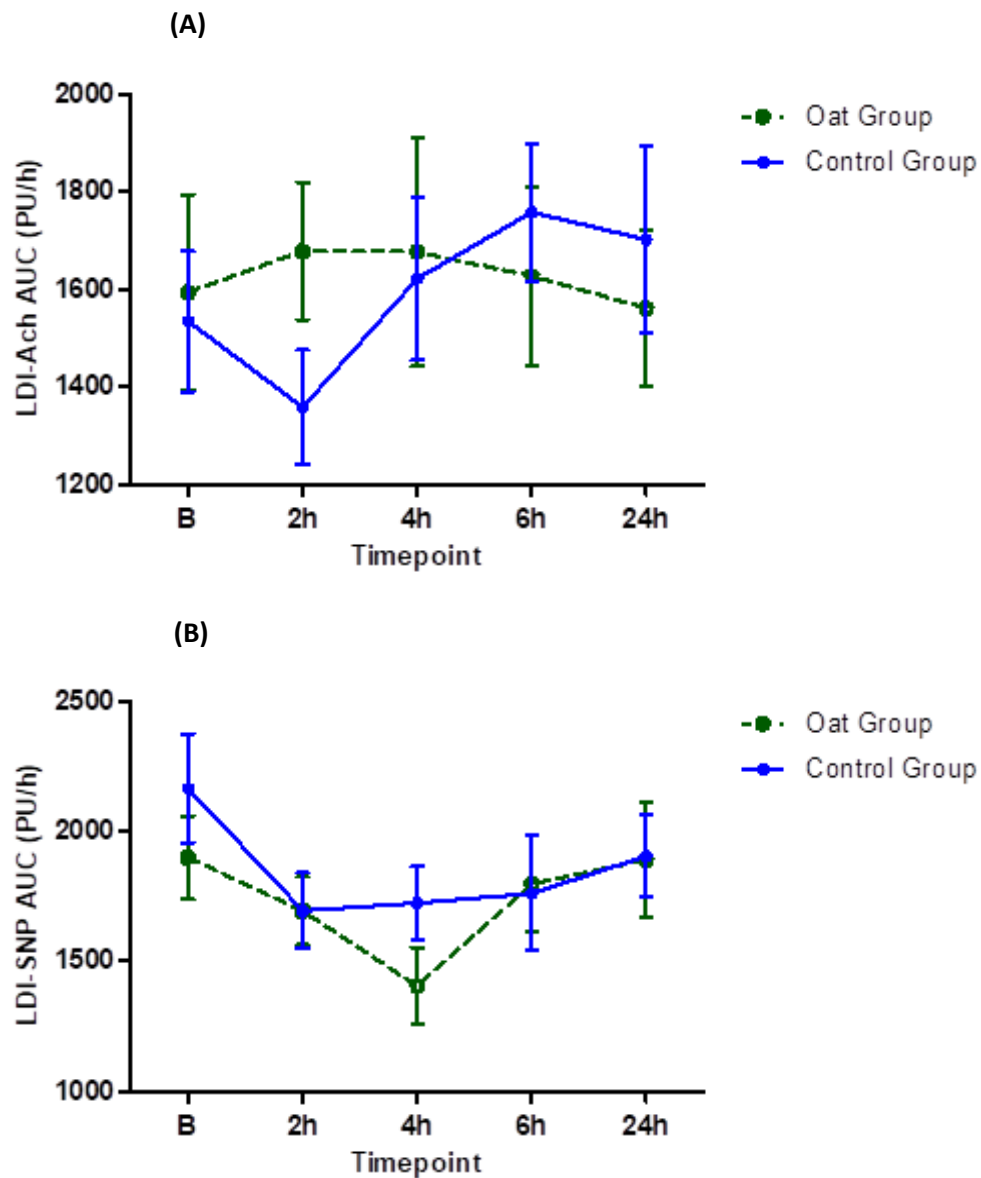 (A)
2000
1800
1600
1400
1200
LDI-Ach AUC (PU/h)
B 2h 4h 6h 24h
Timepoint
Oat Group
Control Group
(B)
2500
2000
1500
1000
LDI-SNP AUC (PU/h)
B 2h 4h 6h 24h
Timepoint
Oat Group
Control Group